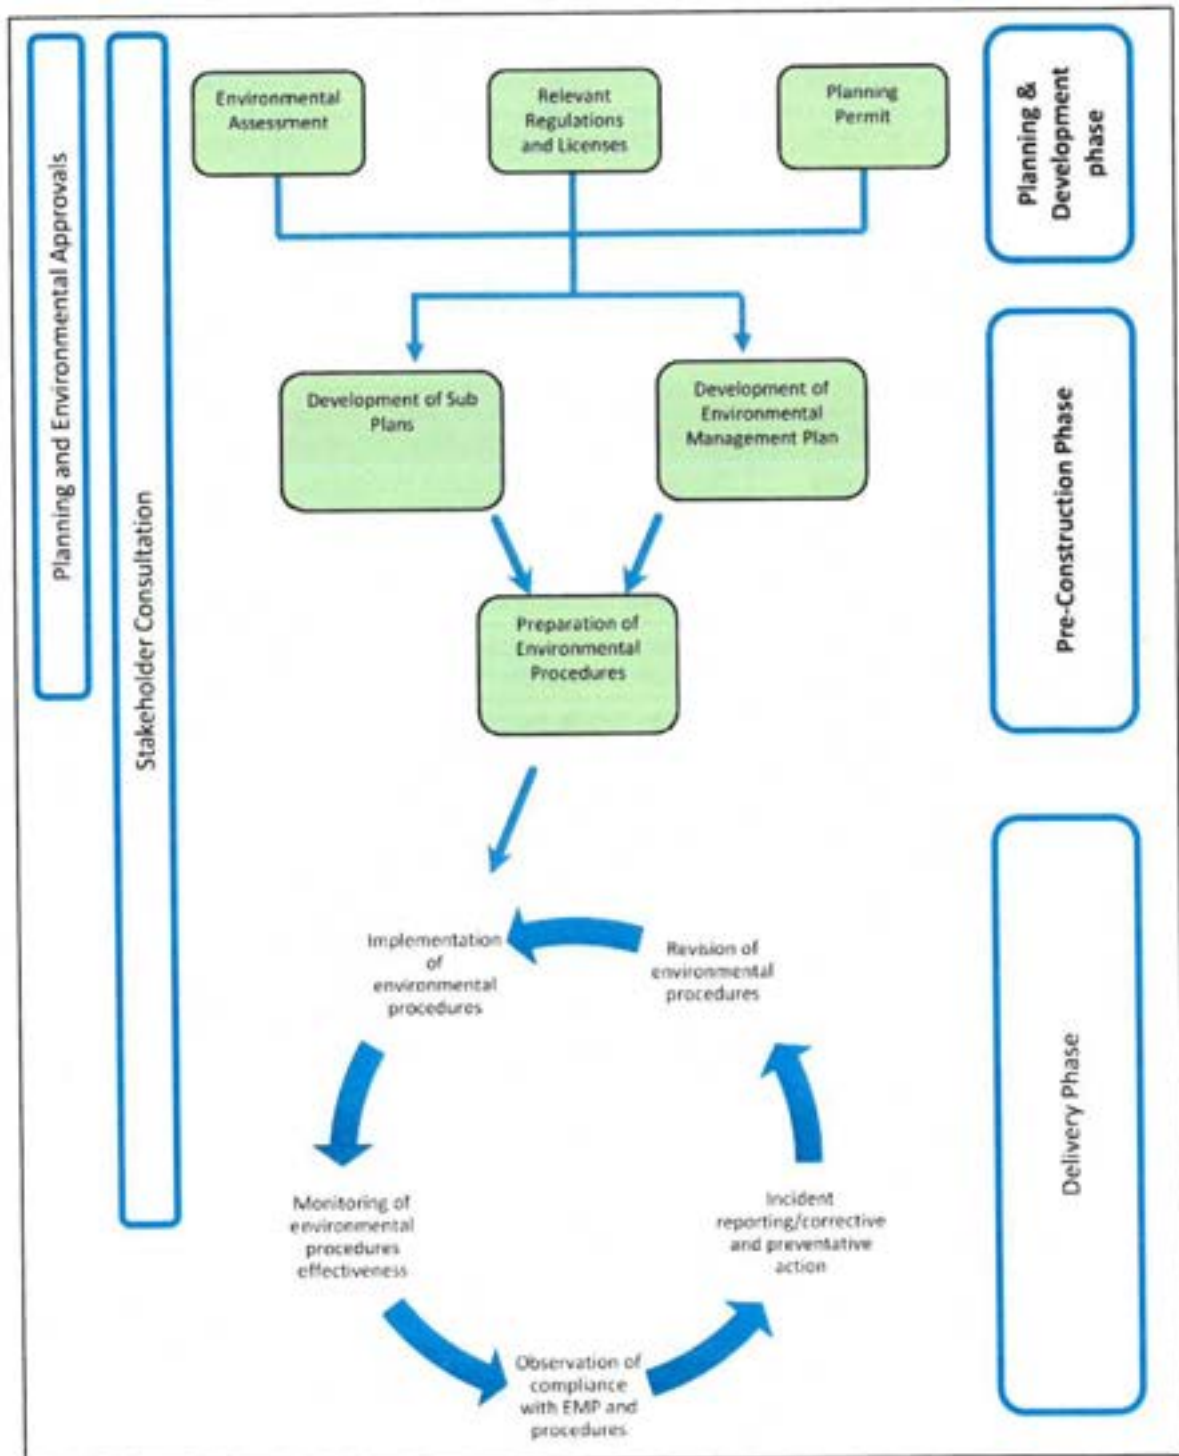 Planning and Environmental Approvals
Stakeholder Consultation
Environmental
Assessment
Relevant
Regulations
and Licenses
Planning
Permit
Planning &
Development
phase
Development of Sub
Plans
Development of
Environmental
Management Plan
Preparation of
Environmental
Procedures
Pre-Construction Phase
Implementation
of
environmental
procedures
Revision of
environmental
procedures
Monitoring of
environmental
procedures
effectiveness
Incident
reporting/corrective
and preventative
action
Observation of
compliance
with EMP and
procedures
Delivery Phase